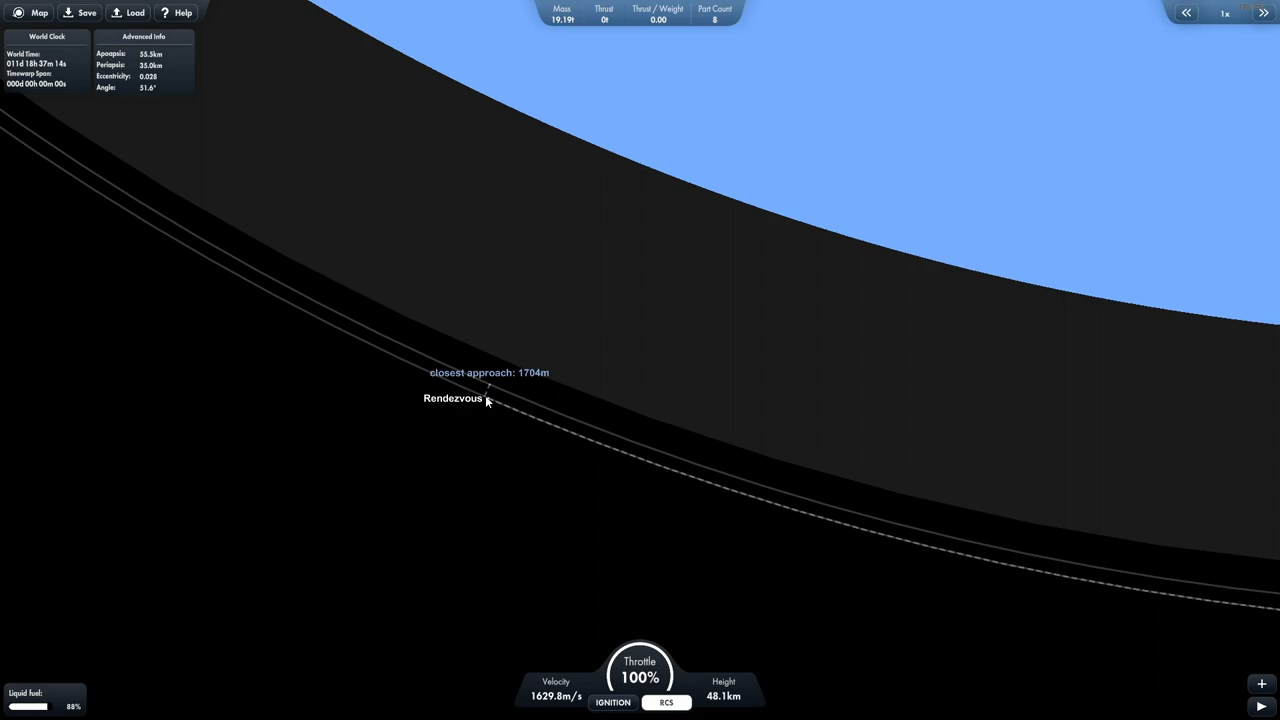 Map
Save
Load
? Help
Mass
19.19t
Thrust
0t
Thrust / Weight
0.00
Part Count
8
1x
World Clock
World Time:
011d 18h 37m 14s
Timewarp Span:
000d 00h 00m 00s
Advanced Info
Apoapsis: 55.5km
Periapsis: 35.0km
Eccentricity: 0.028
Angle: 51.6°
closest approach: 1704m
Rendezvous
Throttle
100%
Velocity
1629.8m/s
Height
48.1km
IGNITION
RCS
Liquid fuel:
88%